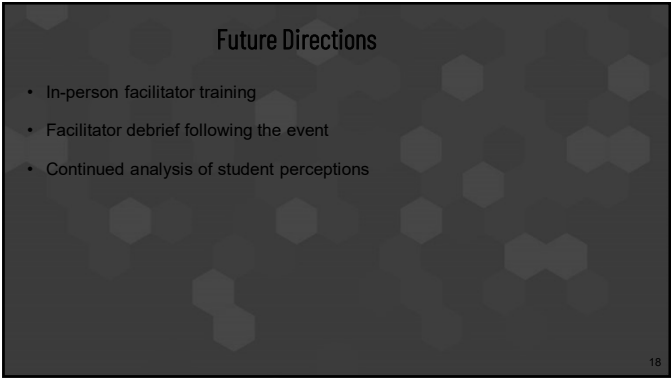 Future Directions
• In-person facilitator training
• Facilitator debrief following the event
• Continued analysis of student perceptions
18